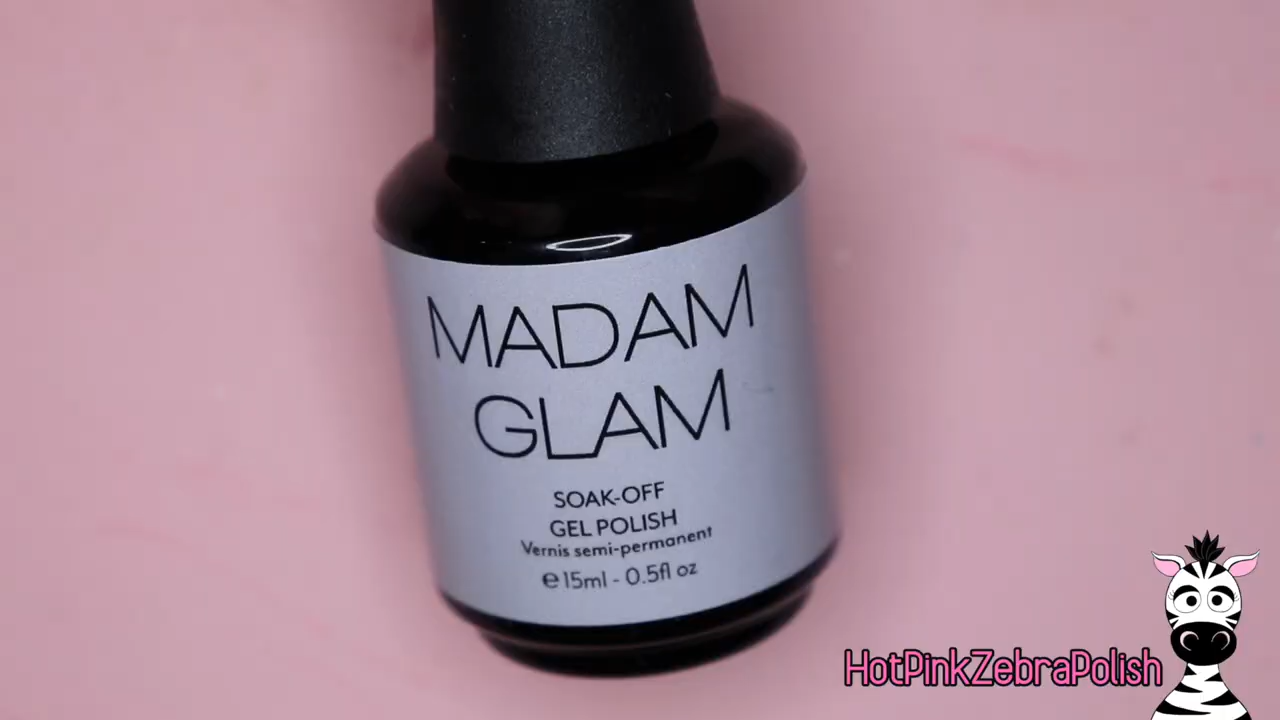 MADAM
GLAM
SOAK-OFF
GEL POLISH
Vernis semi-permanent
℮15ml - 0.5fl oz
HotPinkZebraPolish